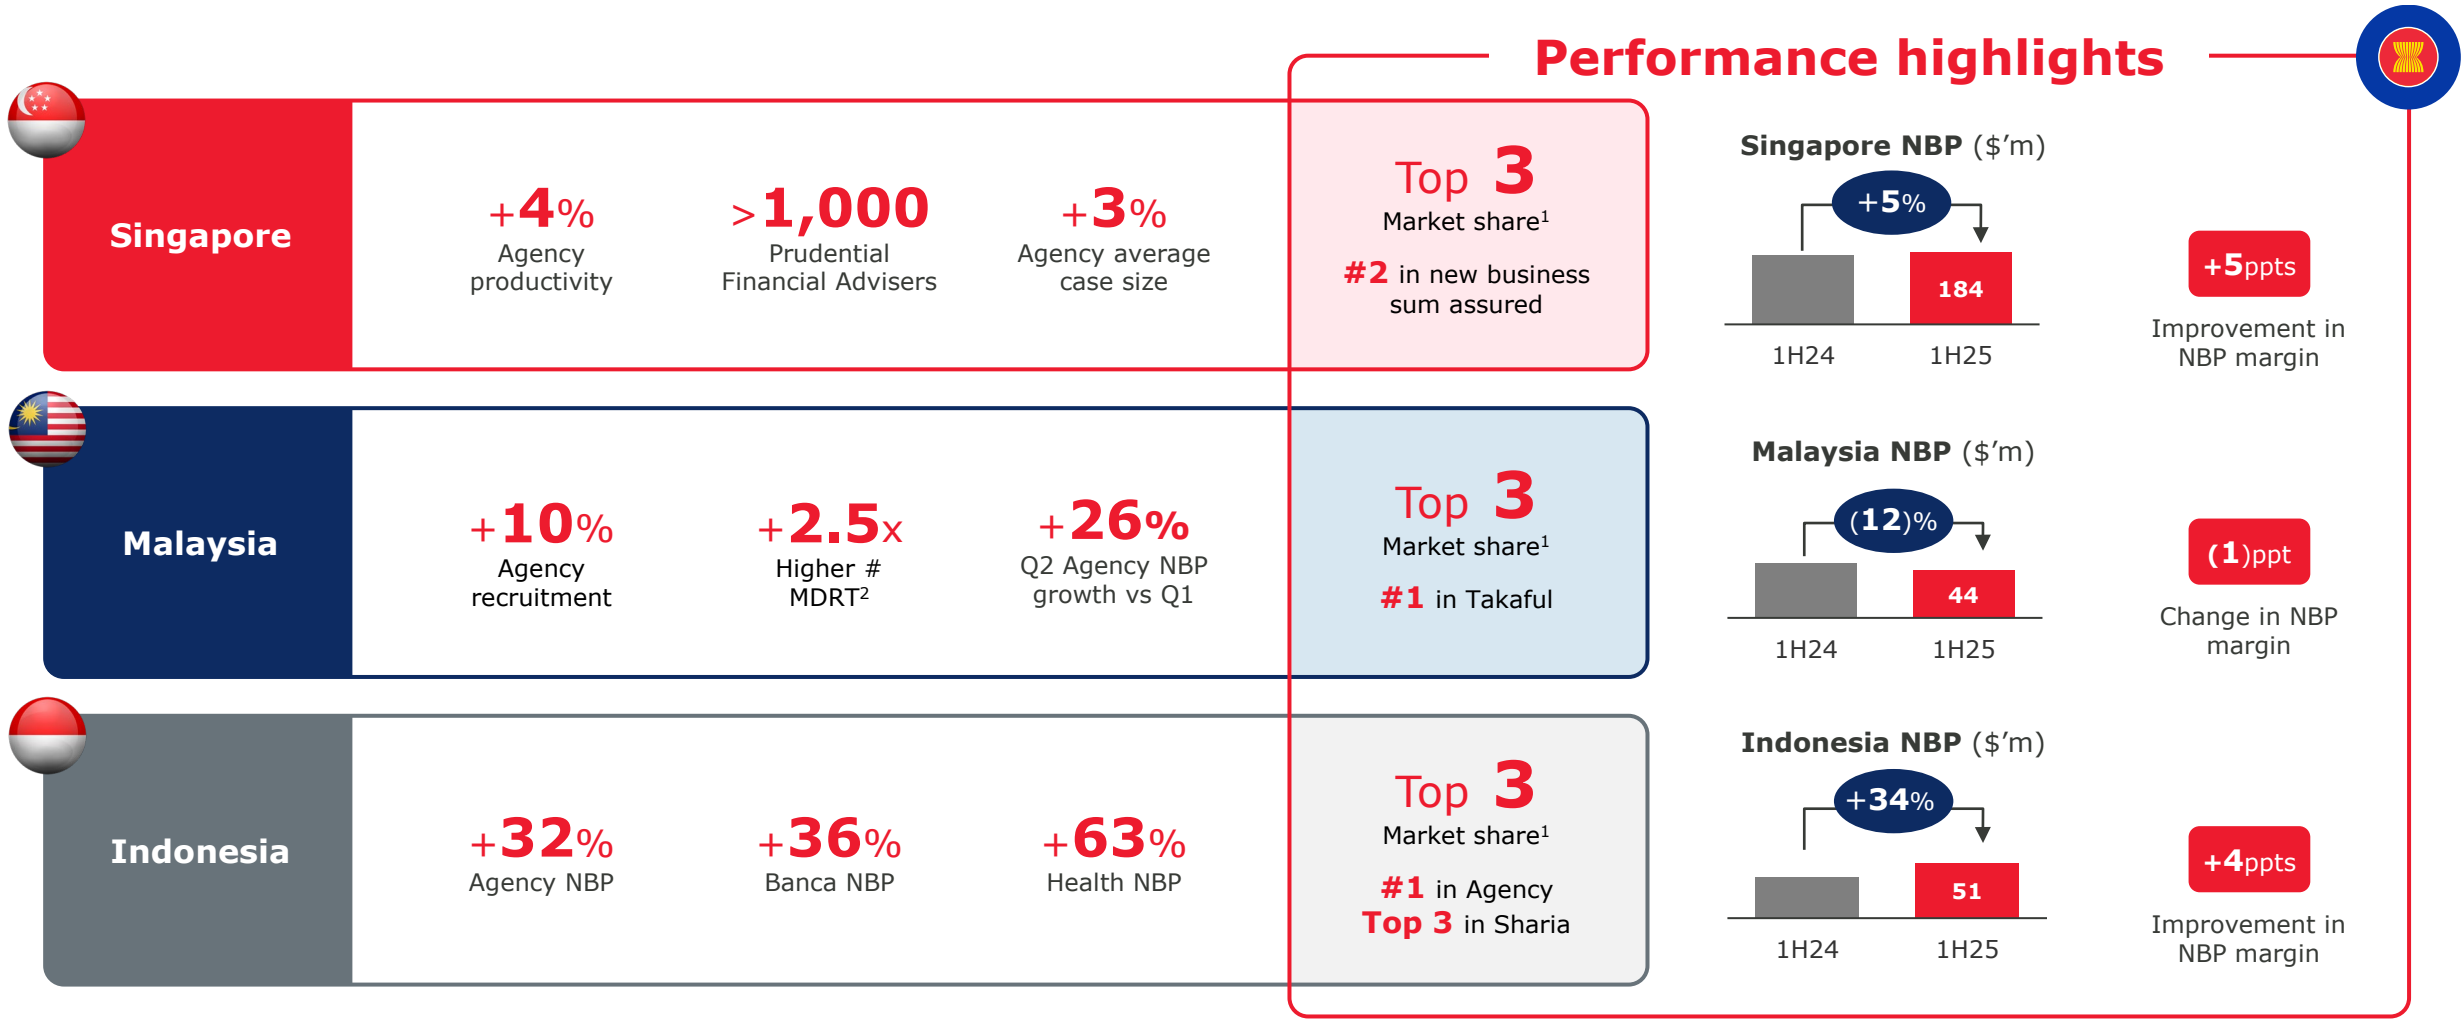 Performance highlights
Singapore
+4%
Agency
productivity
>1,000
Prudential
Financial Advisers
+3%
Agency average
case size
Top 3
Market share1
#2 in new business
sum assured
Singapore NBP ($'m)
+5%
184
1H24
1H25
+5ppts
Improvement in
NBP margin
Malaysia
+10%
Agency
recruitment
+2.5x
Higher #
MDRT2
+26%
Q2 Agency NBP
growth vs Q1
Top 3
Market share1
#1 in Takaful
Malaysia NBP ($'m)
(12)%
44
1H24
1H25
(1)ppt
Change in NBP
margin
Indonesia
+32%
Agency NBP
+36%
Banca NBP
+63%
Health NBP
Top 3
Market share1
#1 in Agency
Top 3 in Sharia
Indonesia NBP ($'m)
+34%
51
1H24
1H25
+4ppts
Improvement in
NBP margin